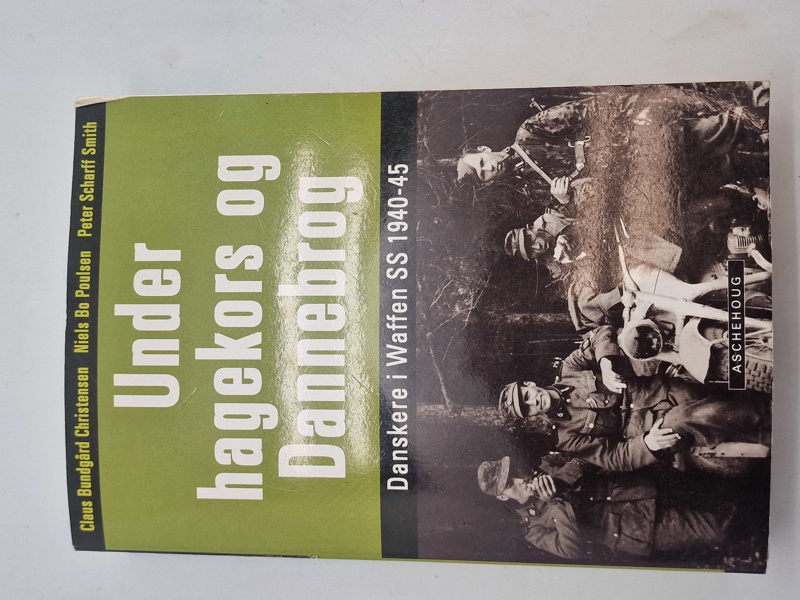 Claus Bundgård Christensen Niels Bo Poulsen Peter Scharff Smith
Under
hagekors og
Dannebrog
Danskere i Waffen SS 1940-45
ASCHEHOUG